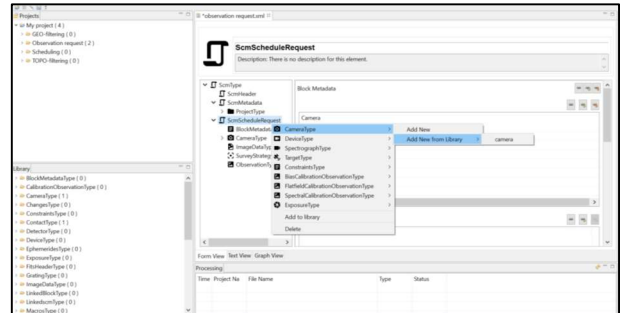 Projects:
My project ( 4 )
GEO-filtering ( 0 )
Observation request ( 2 )
Scheduling ( 0 )
TOPO-filtering ( 0 )
Library:
BlockMetadataType ( 0 )
CalibrationObservationType ( 0 )
CameraType ( 1 )
ChangesType ( 0 )
ConstraintsType ( 0 )
ContactType ( 1 )
DetectorType ( 0 )
DeviceType ( 0 )
EphemeridesType ( 0 )
ExposureType ( 0 )
FitsHeaderType ( 0 )
GratingType ( 0 )
ImageDataType ( 0 )
LinkedBlockType ( 0 )
LinkedscmType ( 0 )
MacrosType ( 0 )
*observation request.xml
ScmScheduleRequest
Description: There is no description for this element.
ScmType
ScmHeader
ScmMetadata
ProjectType
ScmScheduleRequest
BlockMetadata
CameraType
ImageDataTyp
SurveyStrateg
ObservationTy
Block Metadata
Camera
CameraType
DeviceType
SpectrographType
TargetType
ConstraintsType
BiasCalibrationObservationType
FlatfieldCalibrationObservationType
SpectralCalibrationObservationType
ExposureType
Add to library
Delete
Add New
Add New from Library
camera
Form View Text View Graph View
Processing:
Time Project Na File Name Type Status